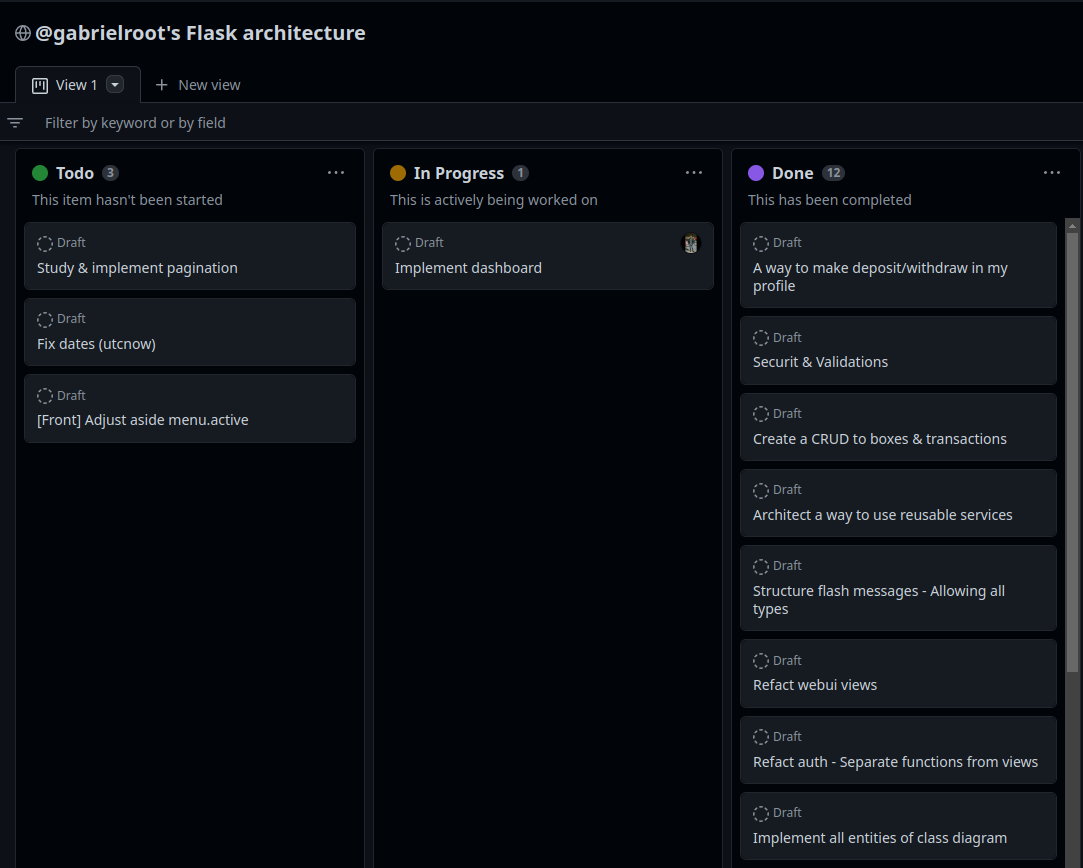 @gabrielroot's Flask architecture
View 1
New view
Filter by keyword or by field
Todo 3
This item hasn't been started
Draft
Study & implement pagination
Draft
Fix dates (utcnow)
Draft
[Front] Adjust aside menu.active
In Progress 1
This is actively being worked on
Draft
Implement dashboard
Done 12
This has been completed
Draft
A way to make deposit/withdraw in my
profile
Draft
Securit & Validations
Draft
Create a CRUD to boxes & transactions
Draft
Architect a way to use reusable services
Draft
Structure flash messages - Allowing all
types
Draft
Refact webui views
Draft
Refact auth - Separate functions from views
Draft
Implement all entities of class diagram